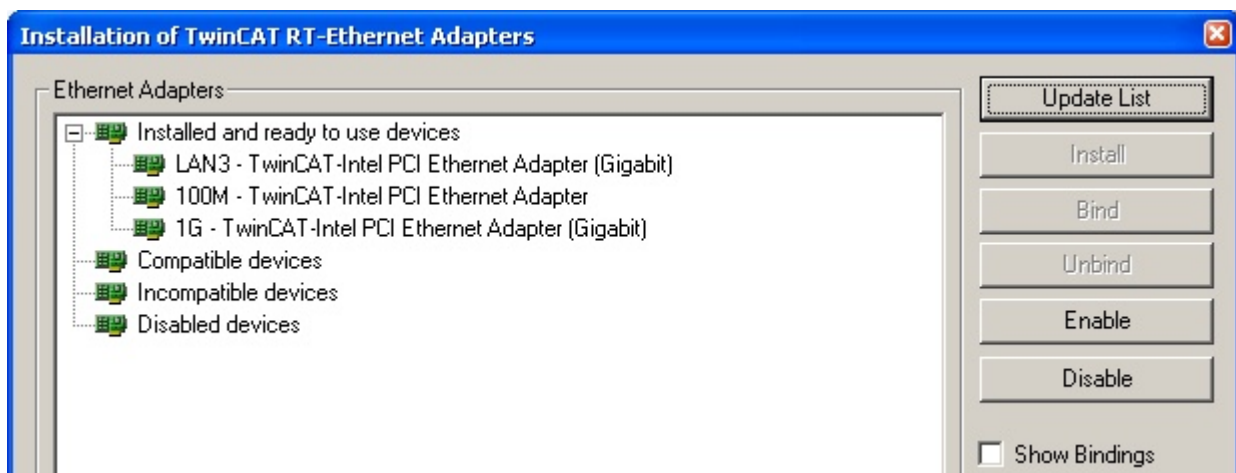 Installation of TwinCAT RT-Ethernet Adapters
Ethernet Adapters
Installed and ready to use devices
LAN3 - TwinCAT-Intel PCI Ethernet Adapter (Gigabit)
100M - TwinCAT-Intel PCI Ethernet Adapter
1G - TwinCAT-Intel PCI Ethernet Adapter (Gigabit)
Compatible devices
Incompatible devices
Disabled devices
Update List
Install
Bind
Unbind
Enable
Disable
Show Bindings